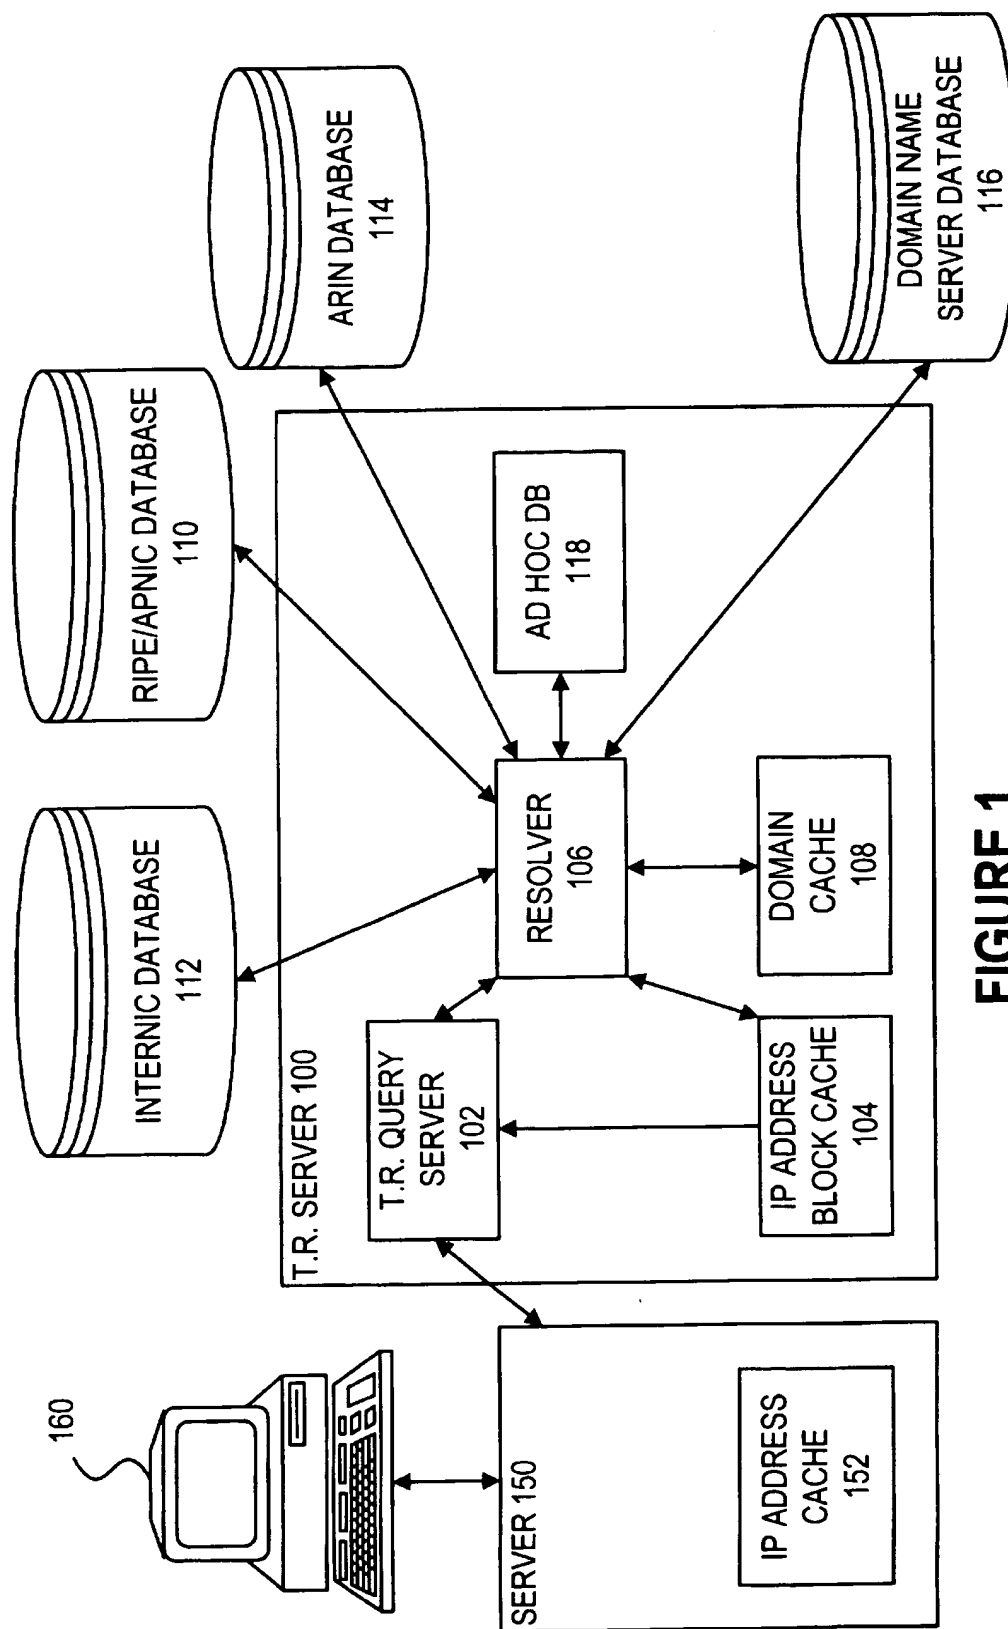 160
SERVER 150
IP ADDRESS
CACHE
152
INTERNIC DATABASE
112
RIPE/APNIC DATABASE
110
ARIN DATABASE
114
T.R. SERVER 100
T.R. QUERY
SERVER
102
RESOLVER
106
AD HOC DB
118
IP ADDRESS
BLOCK CACHE
104
DOMAIN
CACHE
108
DOMAIN NAME
SERVER DATABASE
116
FIGURE 1